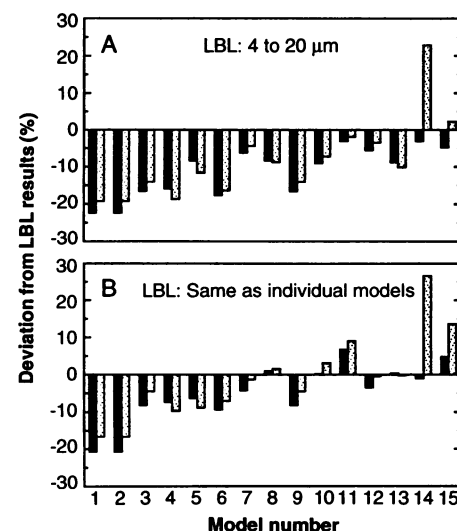 Deviation from LBL results (%)
A
LBL: 4 to 20 µm
30
20
10
0
-10
-20
-30
B
LBL: Same as individual models
30
20
10
0
-10
-20
-30
1 2 3 4 5 6 7 8 9 10 11 12 13 14 15
Model number